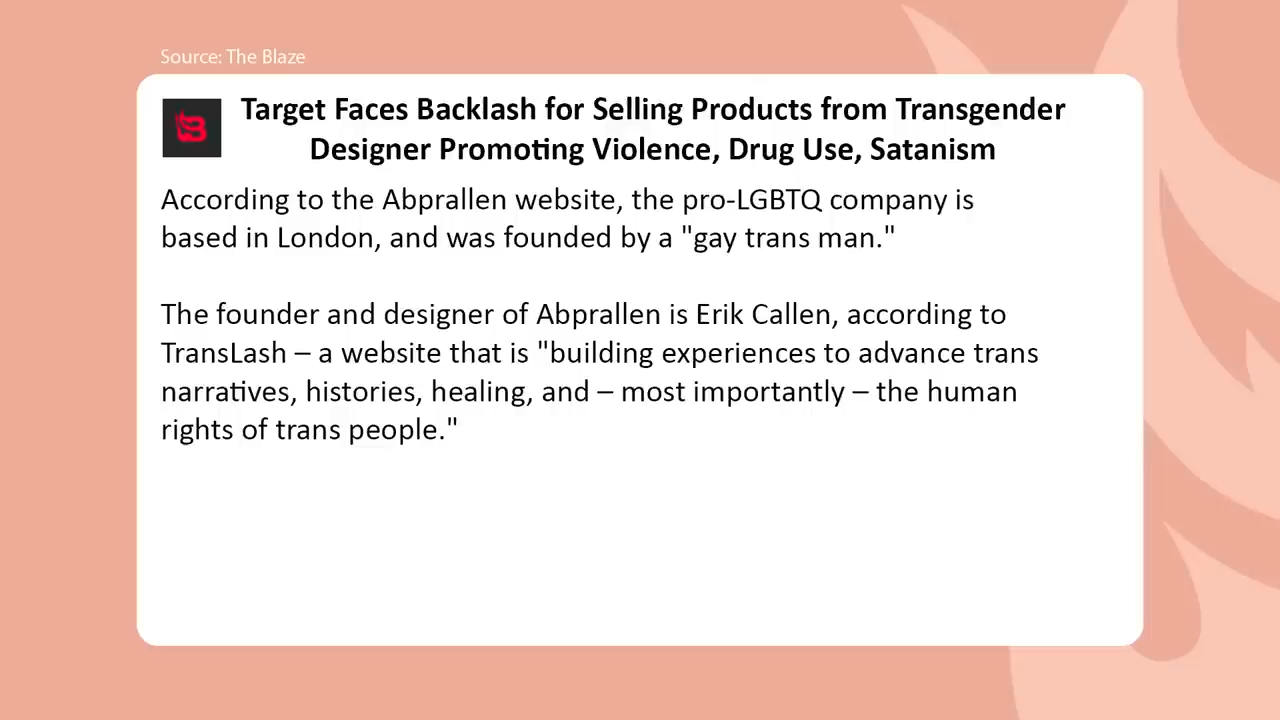 Source: The Blaze
Target Faces Backlash for Selling Products from Transgender
Designer Promoting Violence, Drug Use, Satanism
According to the Abprallen website, the pro-LGBTQ company is
based in London, and was founded by a "gay trans man."
The founder and designer of Abprallen is Erik Callen, according to
TransLash – a website that is "building experiences to advance trans
narratives, histories, healing, and – most importantly – the human
rights of trans people."